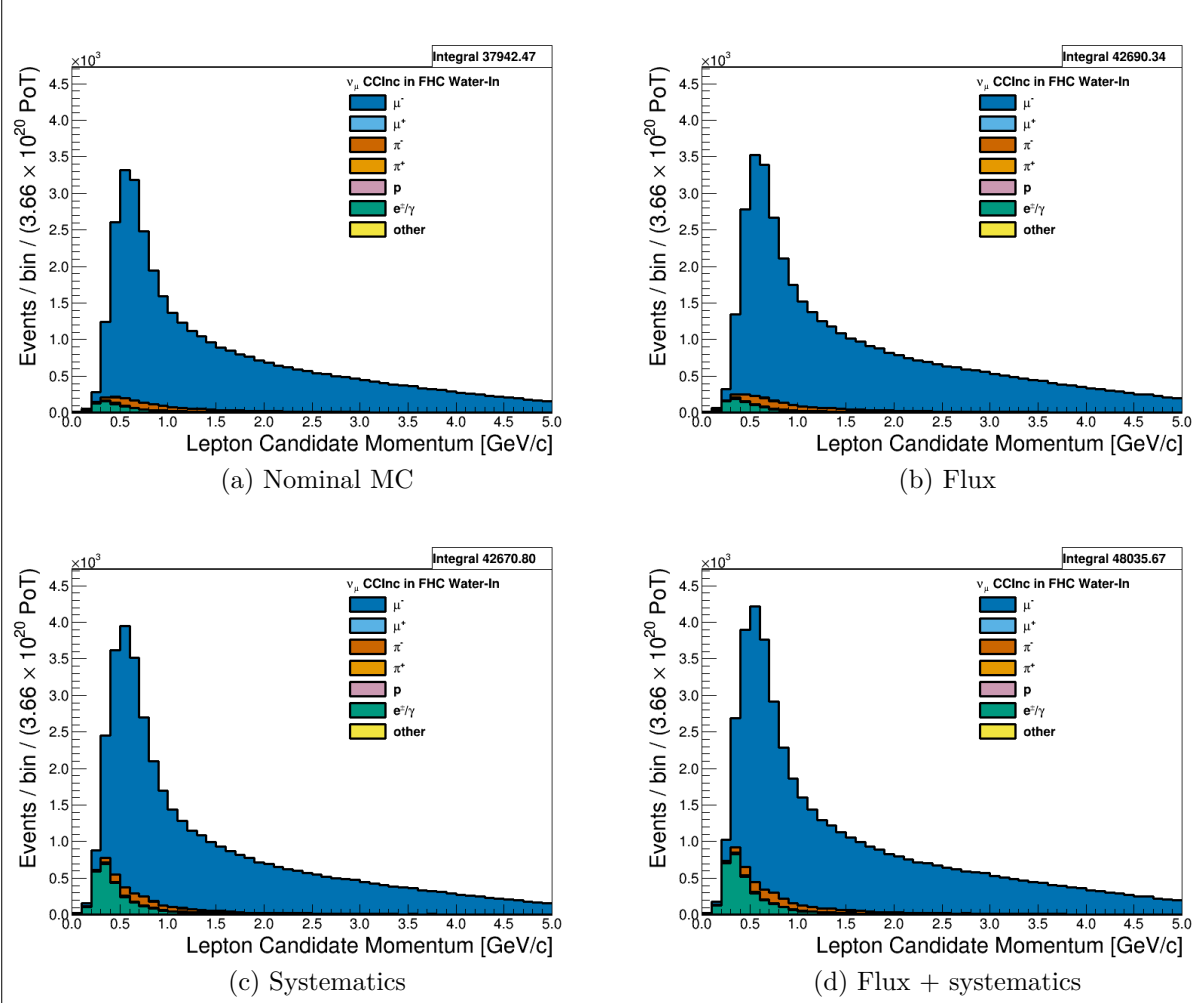 Integral 37942.47
×10³
ν_μ CCInc in FHC Water-In
μ⁻
μ⁺
π⁻
π⁺
p
e±/γ
other
Events / bin / (3.66 × 10²⁰ PoT)
4.5
4.0
3.5
3.0
2.5
2.0
1.5
1.0
0.5
0.0
0.0 0.5 1.0 1.5 2.0 2.5 3.0 3.5 4.0 4.5 5.0
Lepton Candidate Momentum [GeV/c]
(a) Nominal MC
Integral 42690.34
×10³
ν_μ CCInc in FHC Water-In
μ⁻
μ⁺
π⁻
π⁺
p
e±/γ
other
Events / bin / (3.66 × 10²⁰ PoT)
4.5
4.0
3.5
3.0
2.5
2.0
1.5
1.0
0.5
0.0
0.0 0.5 1.0 1.5 2.0 2.5 3.0 3.5 4.0 4.5 5.0
Lepton Candidate Momentum [GeV/c]
(b) Flux
Integral 42670.80
×10³
ν_μ CCInc in FHC Water-In
μ⁻
μ⁺
π⁻
π⁺
p
e±/γ
other
Events / bin / (3.66 × 10²⁰ PoT)
4.5
4.0
3.5
3.0
2.5
2.0
1.5
1.0
0.5
0.0
0.0 0.5 1.0 1.5 2.0 2.5 3.0 3.5 4.0 4.5 5.0
Lepton Candidate Momentum [GeV/c]
(c) Systematics
Integral 48035.67
×10³
ν_μ CCInc in FHC Water-In
μ⁻
μ⁺
π⁻
π⁺
p
e±/γ
other
Events / bin / (3.66 × 10²⁰ PoT)
4.5
4.0
3.5
3.0
2.5
2.0
1.5
1.0
0.5
0.0
0.0 0.5 1.0 1.5 2.0 2.5 3.0 3.5 4.0 4.5 5.0
Lepton Candidate Momentum [GeV/c]
(d) Flux + systematics